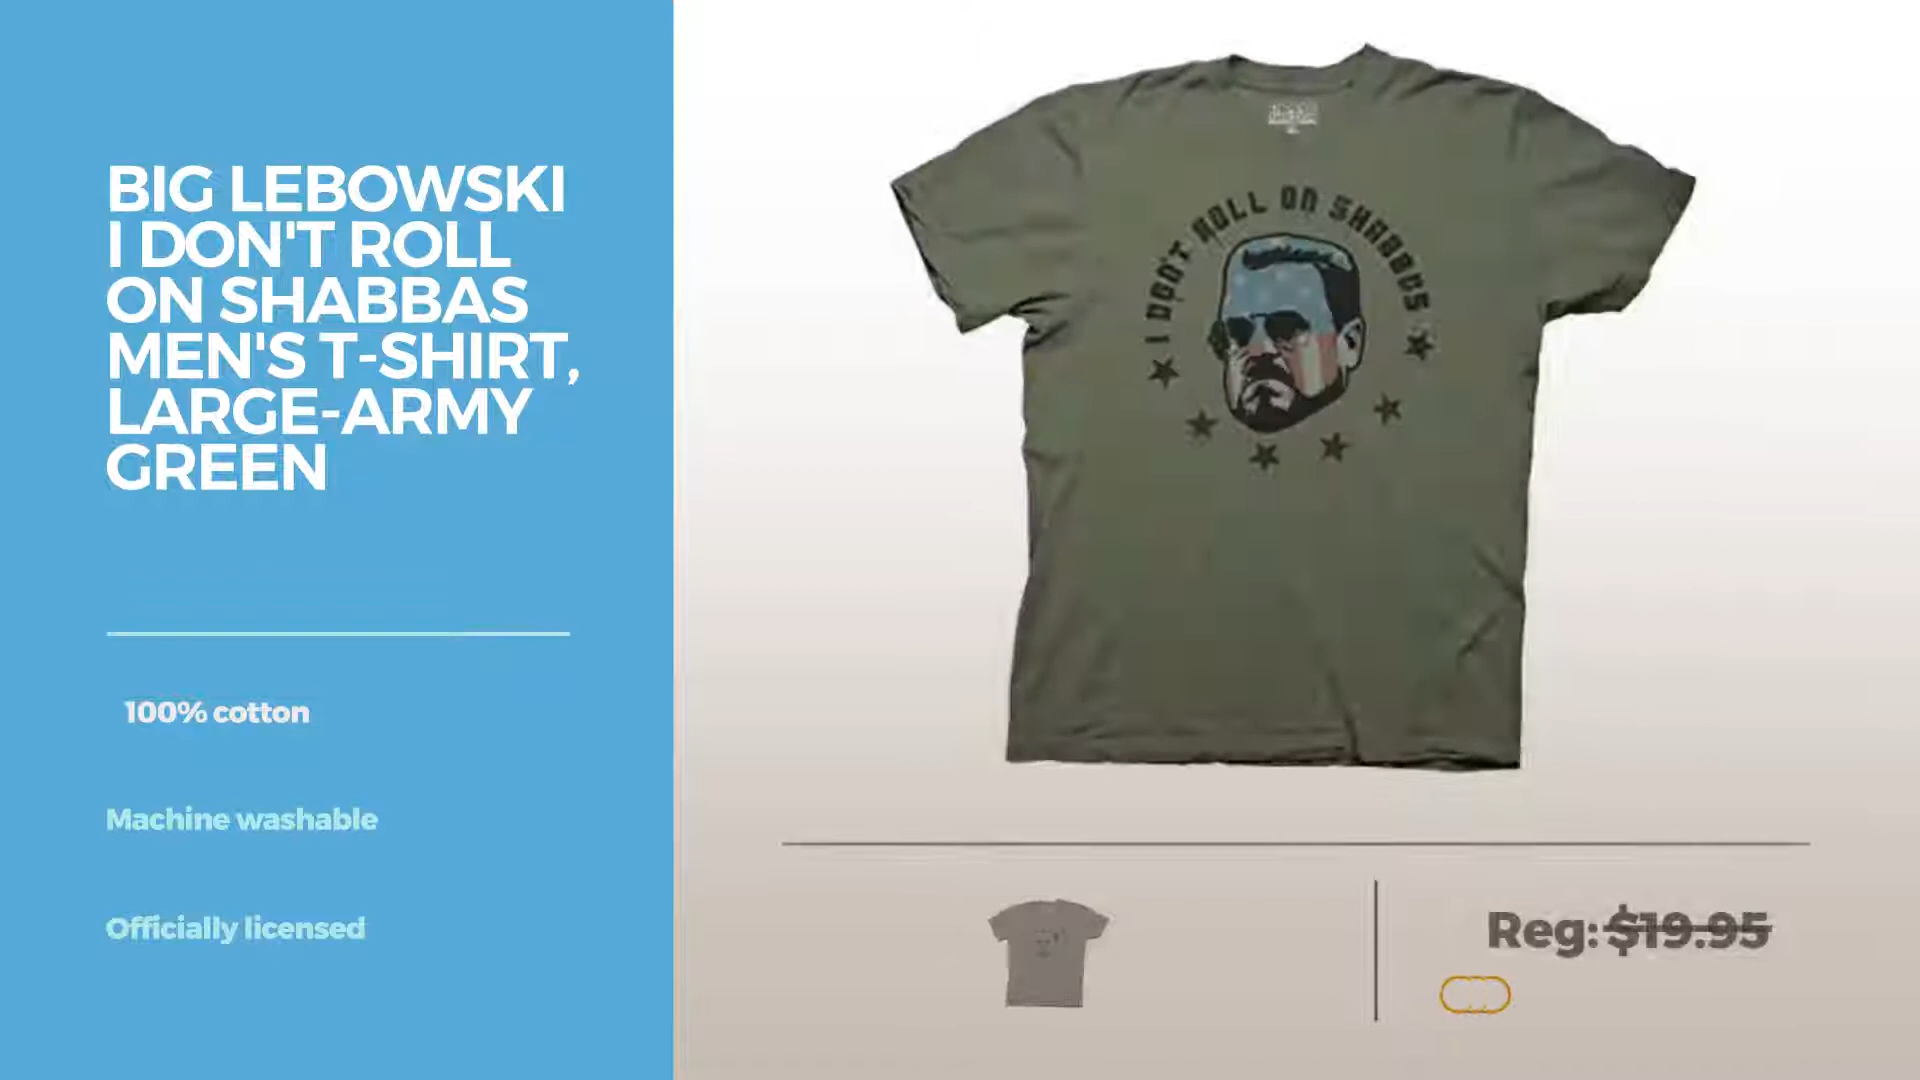 BIG LEBOWSKI
I DON'T ROLL
ON SHABBAS
MEN'S T-SHIRT,
LARGE-ARMY
GREEN
100% cotton
Machine washable
Officially licensed
I DON'T ROLL ON SHABBOS
Reg: $19.95